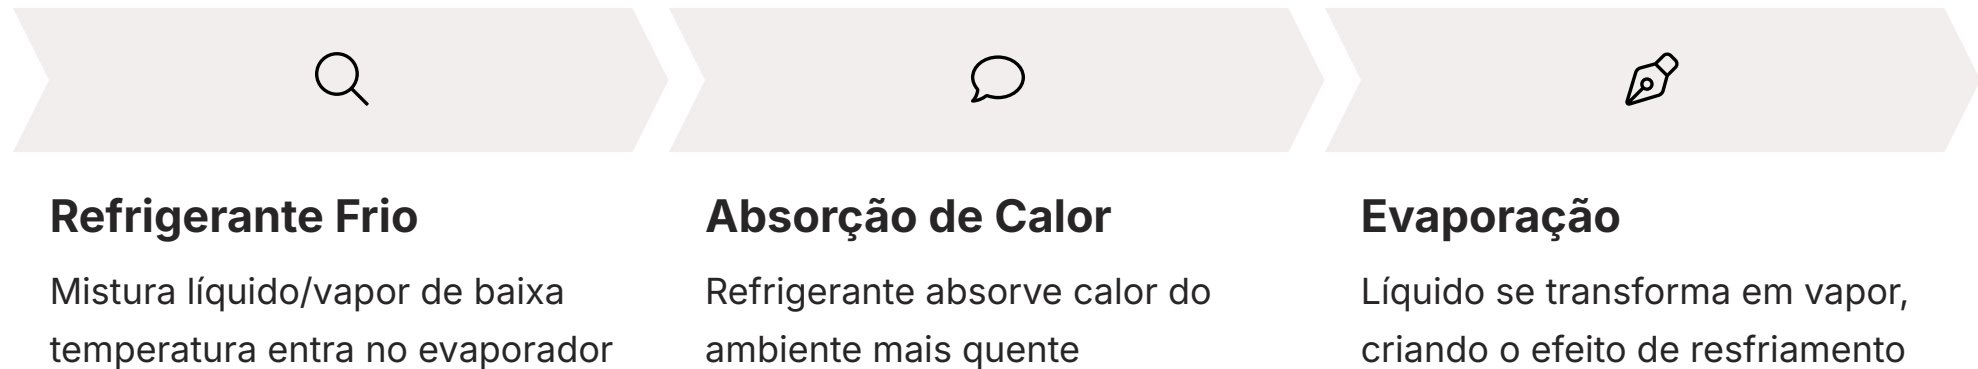 Refrigerante Frio
Mistura líquido/vapor de baixa
temperatura entra no evaporador
Absorção de Calor
Refrigerante absorve calor do
ambiente mais quente
Evaporação
Líquido se transforma em vapor,
criando o efeito de resfriamento